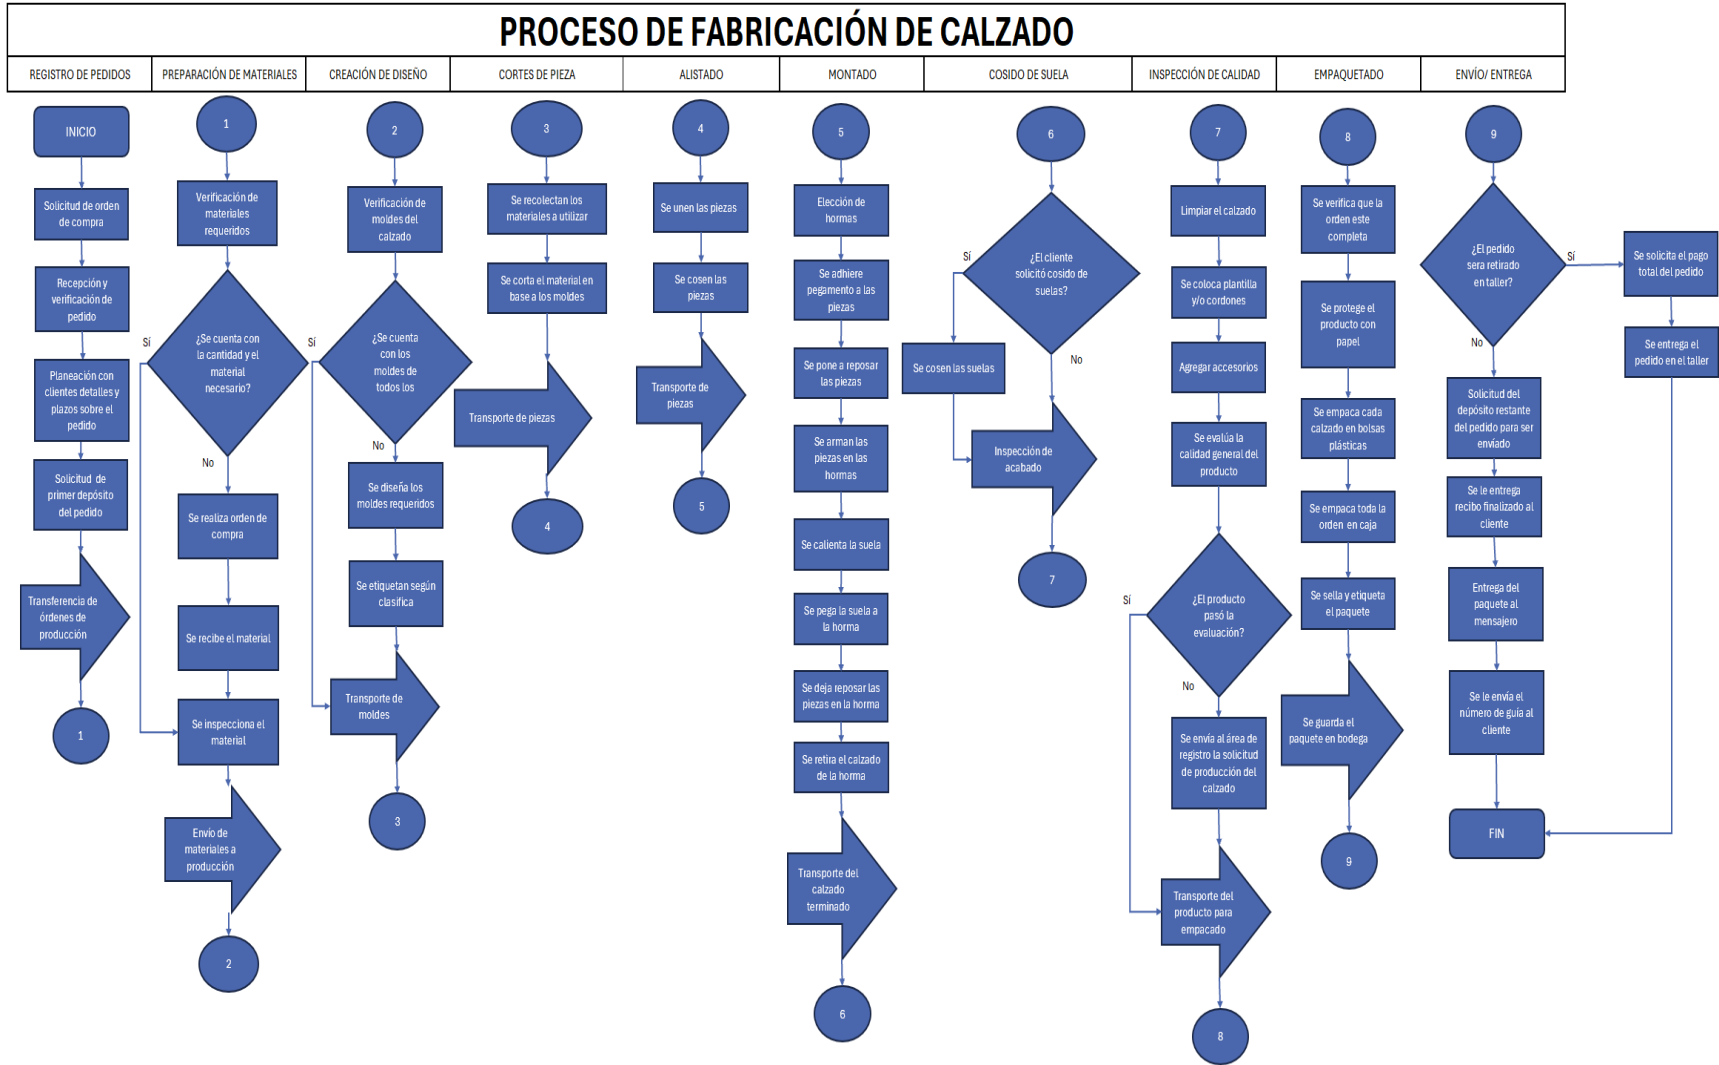 PROCESO DE FABRICACIÓN DE CALZADO
REGISTRO DE PEDIDOS
PREPARACIÓN DE MATERIALES
CREACIÓN DE DISEÑO
CORTES DE PIEZA
ALISTADO
MONTADO
COSIDO DE SUELA
INSPECCIÓN DE CALIDAD
EMPAQUETADO
ENVÍO/ ENTREGA
INICIO
Solicitud de orden
de compra
Recepción y
verificación de
pedido
Planeación con
clientes detalles y
plazos sobre el
pedido
Solicitud de
primer depósito
del pedido
Transferencia de
órdenes de
producción
1
1
Verificación de
materiales
requeridos
¿Se cuenta con
la cantidad y el
material
necesario?
Sí
No
Se realiza orden de
compra
Se recibe el material
Se inspecciona el
material
Envío de
materiales a
producción
2
2
Verificación de
moldes del
calzado
¿Se cuenta
con los
moldes de
todos los
Sí
No
Se diseña los
moldes requeridos
Se etiquetan según
clasifica
Transporte de
moldes
3
3
Se recolectan los
materiales a utilizar
Se corta el material en
base a los moldes
Transporte de piezas
4
4
Se unen las piezas
Se cosen las
piezas
Transporte de
piezas
5
5
Elección de
hormas
Se adhiere
pegamento a las
piezas
Se pone a reposar
las piezas
Se arman las
piezas en las
hormas
Se calienta la suela
Se pega la suela a
la horma
Se deja reposar las
piezas en la horma
Se retira el calzado
de la horma
Transporte del
calzado
terminado
6
6
¿El cliente
solicitó cosido de
suelas?
Sí
No
Se cosen las suelas
Inspección de
acabado
7
7
Limpiar el calzado
Se coloca plantilla
y/o cordones
Agregar accesorios
Se evalúa la
calidad general del
producto
¿El producto
pasó la
evaluación?
Sí
No
Se envía al área de
registro la solicitud
de producción del
calzado
Transporte del
producto para
empacado
8
8
Se verifica que la
orden este
completa
Se protege el
producto con
papel
Se empaca cada
calzado en bolsas
plásticas
Se empaca toda la
orden en caja
Se sella y etiqueta
el paquete
Se guarda el
paquete en bodega
9
9
¿El pedido
sera retirado
en taller?
Sí
No
Solicitud del
depósito restante
del pedido para ser
envíado
Se le entrega
recibo finalizado al
cliente
Entrega del
paquete al
mensajero
Se le envía el
número de guía al
cliente
FIN
Se solicita el pago
total del pedido
Se entrega el
pedido en el taller